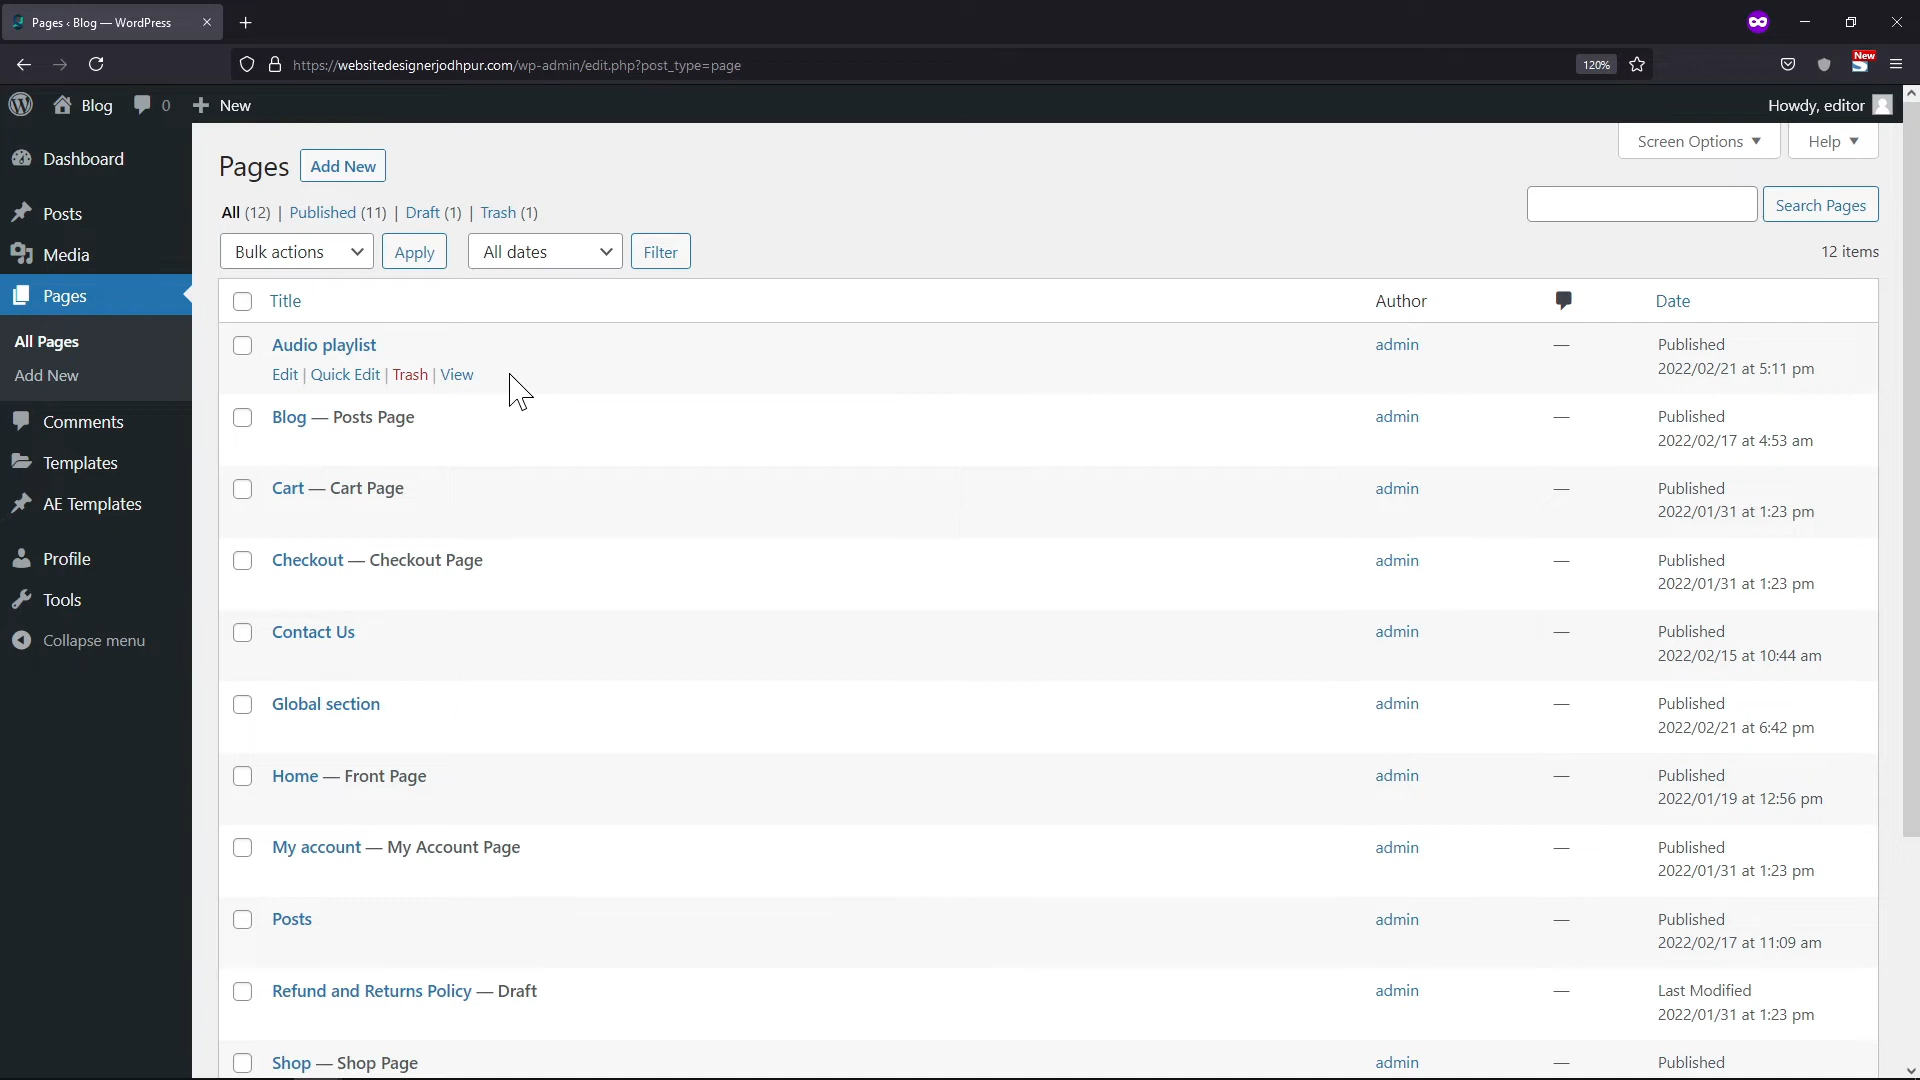 Pages ‹ Blog — WordPress
https://websitedesignerjodhpur.com/wp-admin/edit.php?post_type=page
120%
New
Blog 0 New
Howdy, editor
Dashboard
Posts
Media
Pages
All Pages
Add New
Comments
Templates
AE Templates
Profile
Tools
Collapse menu
Screen Options
Help
Pages Add New
All (12) | Published (11) | Draft (1) | Trash (1)
Search Pages
Bulk actions Apply All dates Filter
12 items
Title Author Date
Audio playlist admin — Published
Edit | Quick Edit | Trash | View 2022/02/21 at 5:11 pm
Blog — Posts Page admin — Published
2022/02/17 at 4:53 am
Cart — Cart Page admin — Published
2022/01/31 at 1:23 pm
Checkout — Checkout Page admin — Published
2022/01/31 at 1:23 pm
Contact Us admin — Published
2022/02/15 at 10:44 am
Global section admin — Published
2022/02/21 at 6:42 pm
Home — Front Page admin — Published
2022/01/19 at 12:56 pm
My account — My Account Page admin — Published
2022/01/31 at 1:23 pm
Posts admin — Published
2022/02/17 at 11:09 am
Refund and Returns Policy — Draft admin — Last Modified
2022/01/31 at 1:23 pm
Shop — Shop Page admin — Published